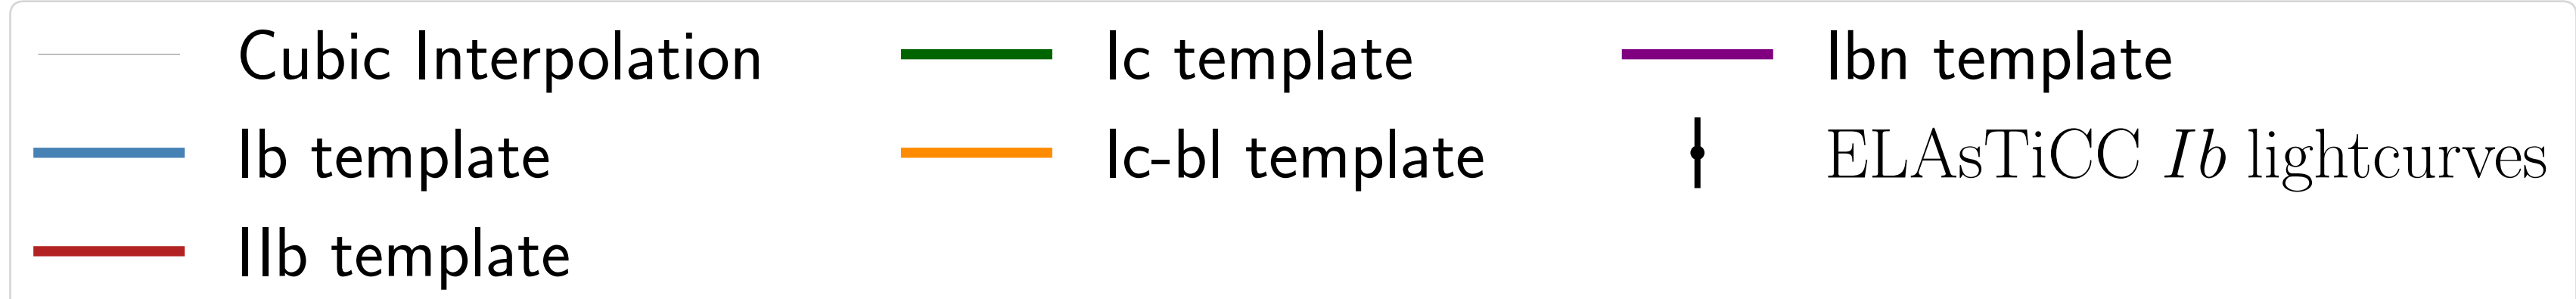 Cubic Interpolation
Ib template
IIb template
Ic template
Ic-bl template
Ibn template
ELAsTiCC Ib lightcurves